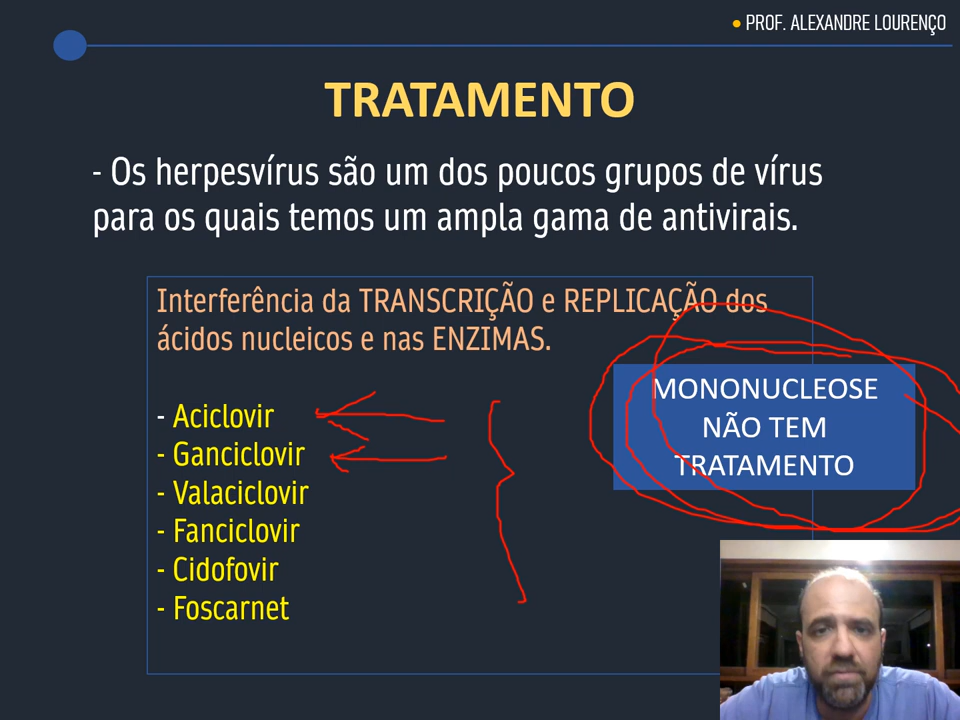 • PROF. ALEXANDRE LOURENÇO
TRATAMENTO
- Os herpesvírus são um dos poucos grupos de vírus
para os quais temos um ampla gama de antivirais.
Interferência da TRANSCRIÇÃO e REPLICAÇÃO dos
ácidos nucleicos e nas ENZIMAS.
- Aciclovir
- Ganciclovir
- Valaciclovir
- Fanciclovir
- Cidofovir
- Foscarnet
MONONUCLEOSE
NÃO TEM
TRATAMENTO